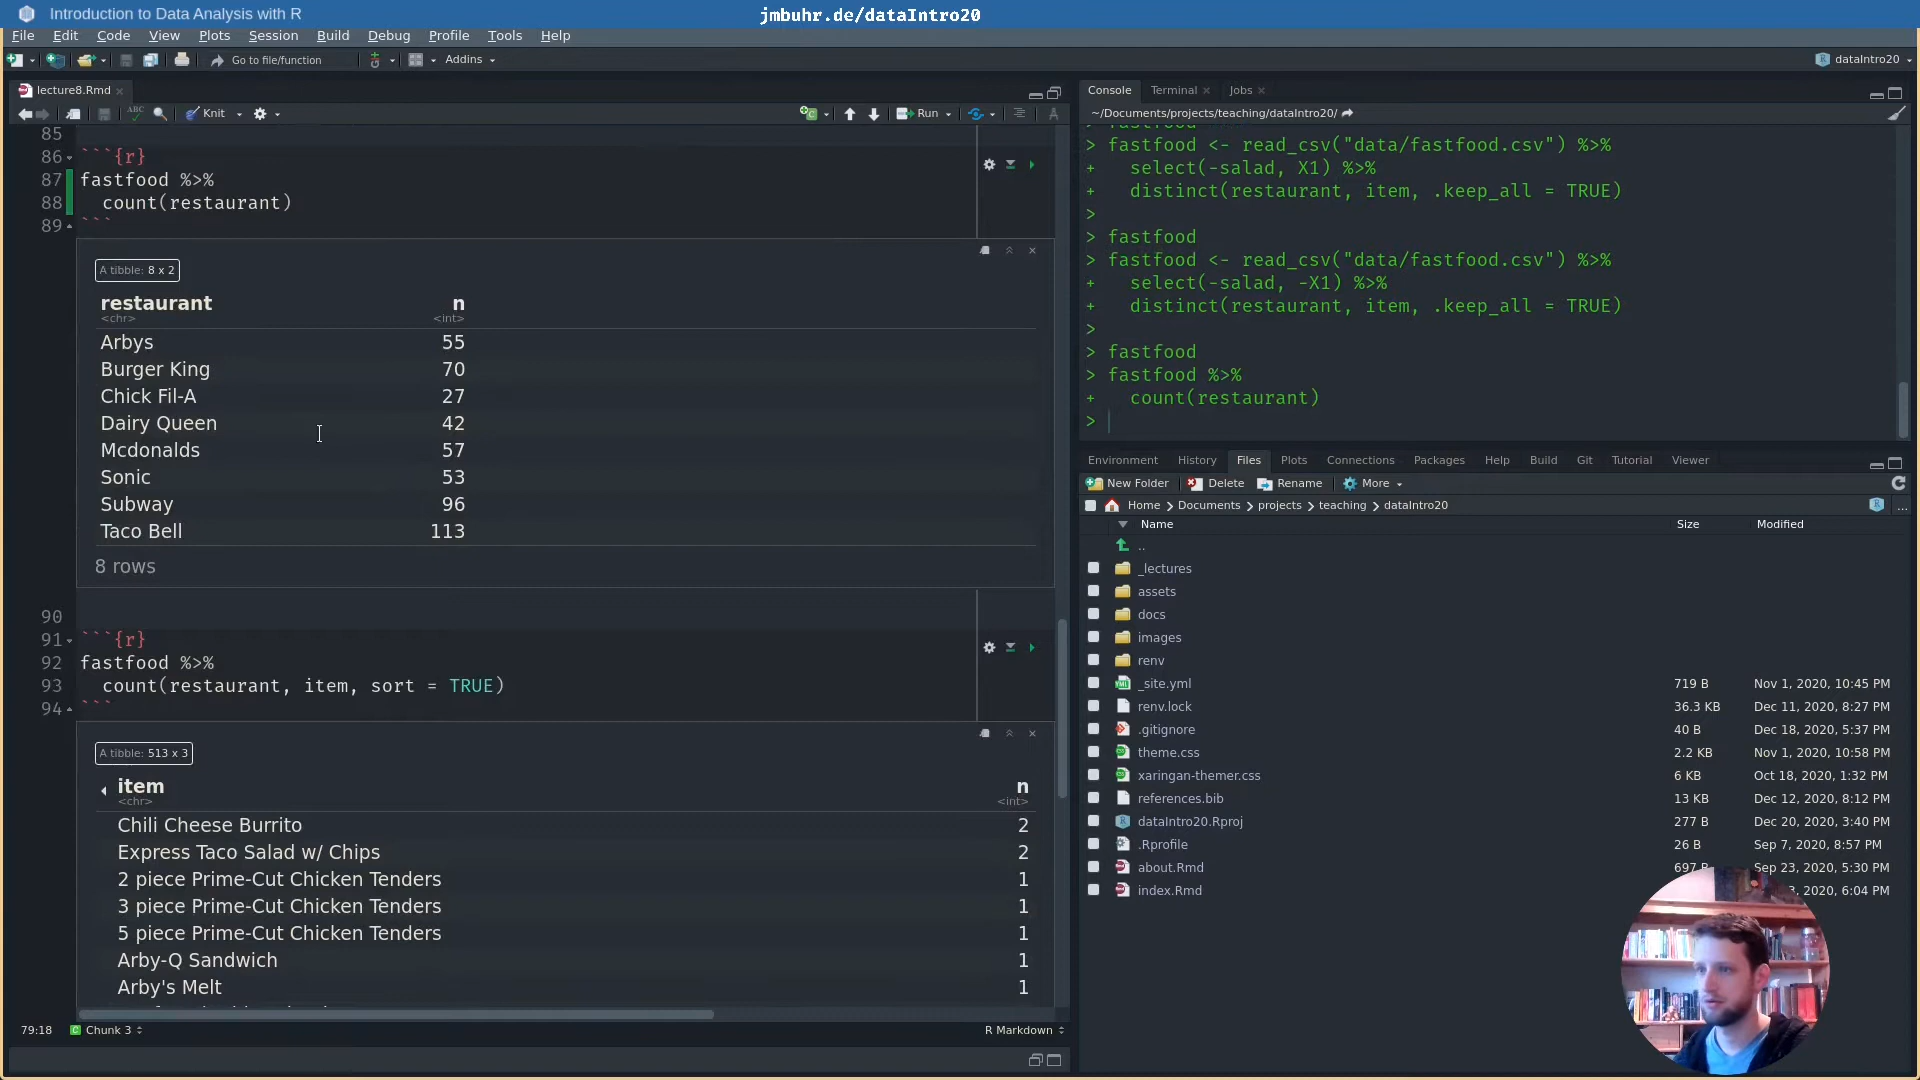 Introduction to Data Analysis with R
jmbuhr.de/dataIntro20
File Edit Code View Plots Session Build Debug Profile Tools Help
Go to file/function Addins dataIntro20
lecture8.Rmd
Knit Run
85
86 ```{r}
87 fastfood %>%
88 count(restaurant)
89 ```
A tibble: 8 x 2
restaurant n
<chr> <int>
Arbys 55
Burger King 70
Chick Fil-A 27
Dairy Queen 42
Mcdonalds 57
Sonic 53
Subway 96
Taco Bell 113
8 rows
90
91 ```{r}
92 fastfood %>%
93 count(restaurant, item, sort = TRUE)
94 ```
A tibble: 513 x 3
item n
<chr> <int>
Chili Cheese Burrito 2
Express Taco Salad w/ Chips 2
2 piece Prime-Cut Chicken Tenders 1
3 piece Prime-Cut Chicken Tenders 1
5 piece Prime-Cut Chicken Tenders 1
Arby-Q Sandwich 1
Arby's Melt 1
79:18 Chunk 3 R Markdown
Console Terminal Jobs
~/Documents/projects/teaching/dataIntro20/
> fastfood <- read_csv("data/fastfood.csv") %>%
+ select(-salad, X1) %>%
+ distinct(restaurant, item, .keep_all = TRUE)
>
> fastfood
> fastfood <- read_csv("data/fastfood.csv") %>%
+ select(-salad, -X1) %>%
+ distinct(restaurant, item, .keep_all = TRUE)
>
> fastfood
> fastfood %>%
+ count(restaurant)
>
Environment History Files Plots Connections Packages Help Build Git Tutorial Viewer
New Folder Delete Rename More
Home > Documents > projects > teaching > dataIntro20 ...
Name Size Modified
..
_lectures
assets
docs
images
renv
_site.yml 719 B Nov 1, 2020, 10:45 PM
renv.lock 36.3 KB Dec 11, 2020, 8:27 PM
.gitignore 40 B Dec 18, 2020, 5:37 PM
theme.css 2.2 KB Nov 1, 2020, 10:58 PM
xaringan-themer.css 6 KB Oct 18, 2020, 1:32 PM
references.bib 13 KB Dec 12, 2020, 8:12 PM
dataIntro20.Rproj 277 B Dec 20, 2020, 3:40 PM
.Rprofile 26 B Sep 7, 2020, 8:57 PM
about.Rmd 697 B Sep 23, 2020, 5:30 PM
index.Rmd 3, 2020, 6:04 PM